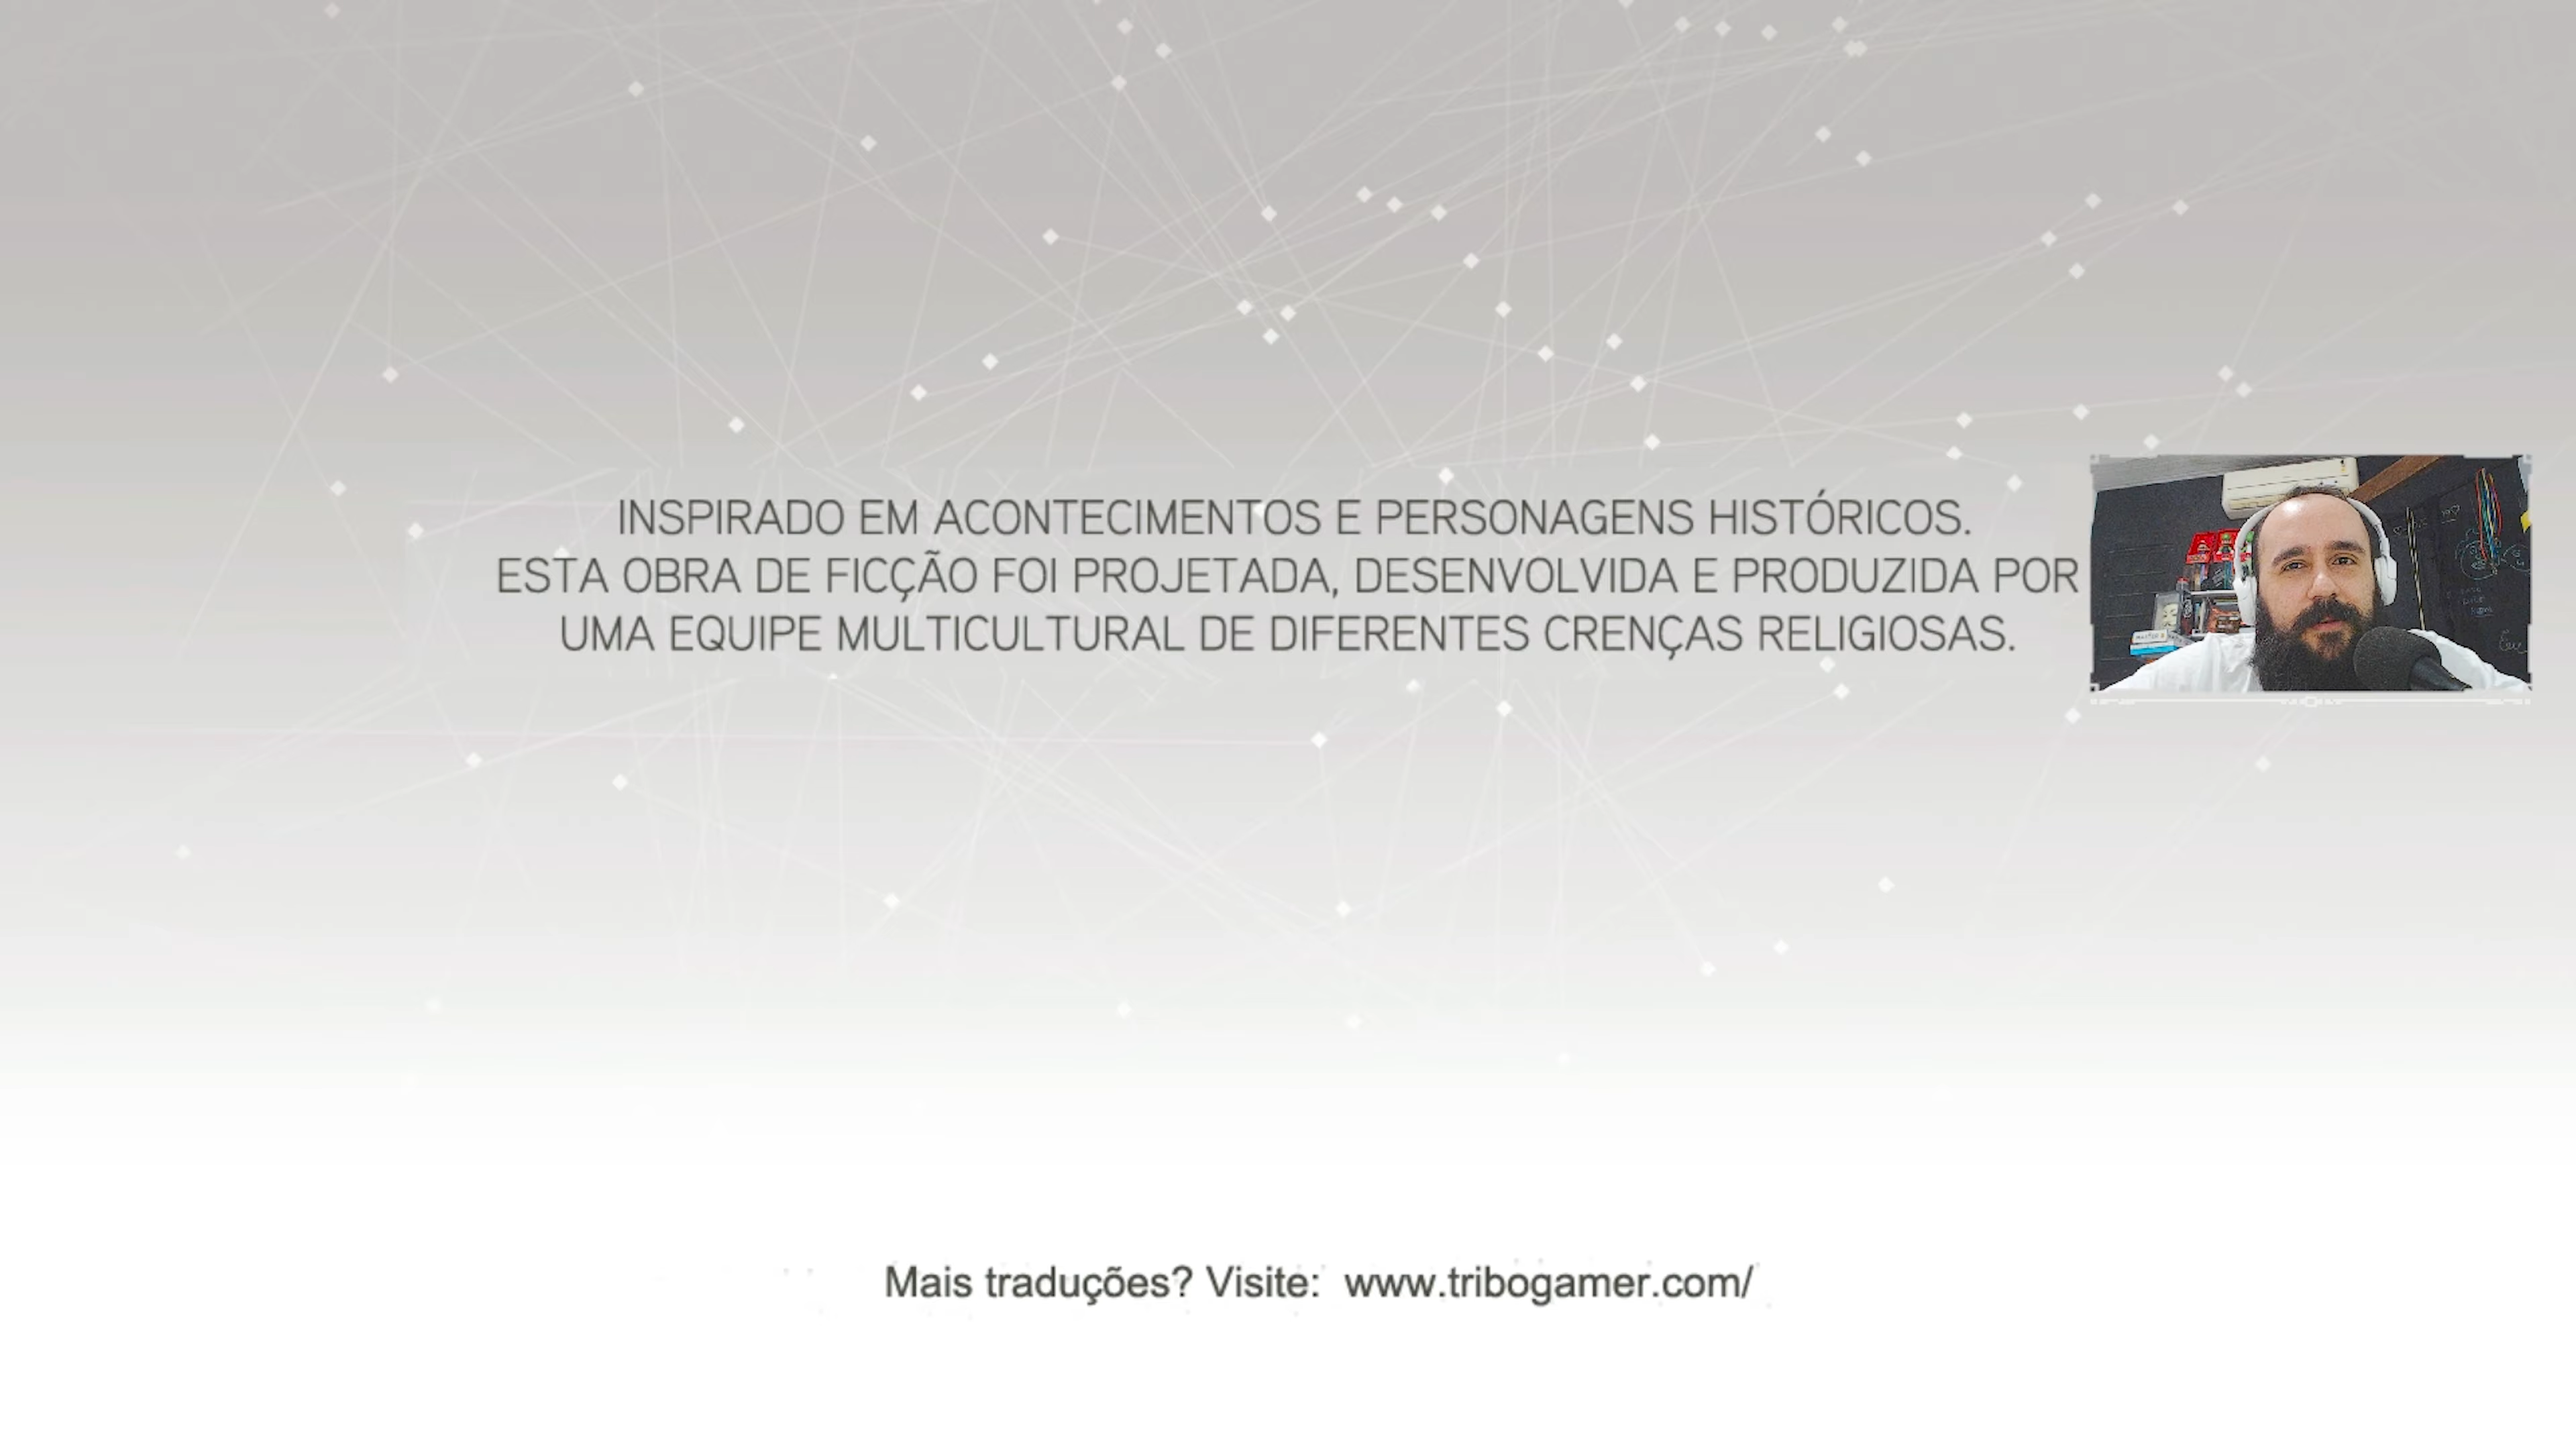 INSPIRADO EM ACONTECIMENTOS E PERSONAGENS HISTÓRICOS.
ESTA OBRA DE FICÇÃO FOI PROJETADA, DESENVOLVIDA E PRODUZIDA POR
UMA EQUIPE MULTICULTURAL DE DIFERENTES CRENÇAS RELIGIOSAS.
Mais traduções? Visite: www.tribogamer.com/